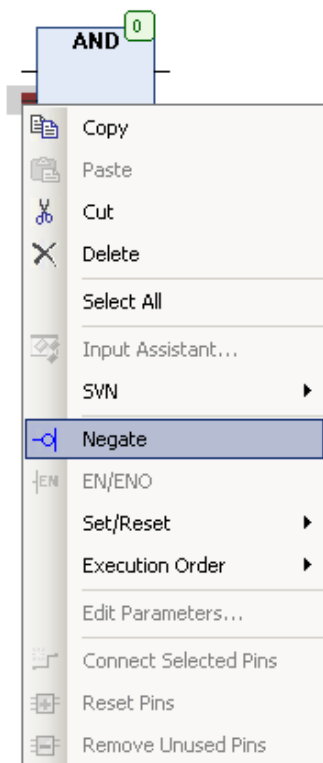 0
AND
Copy
Paste
Cut
Delete
Select All
Input Assistant...
SVN
Negate
EN EN/ENO
Set/Reset
Execution Order
Edit Parameters...
Connect Selected Pins
Reset Pins
Remove Unused Pins